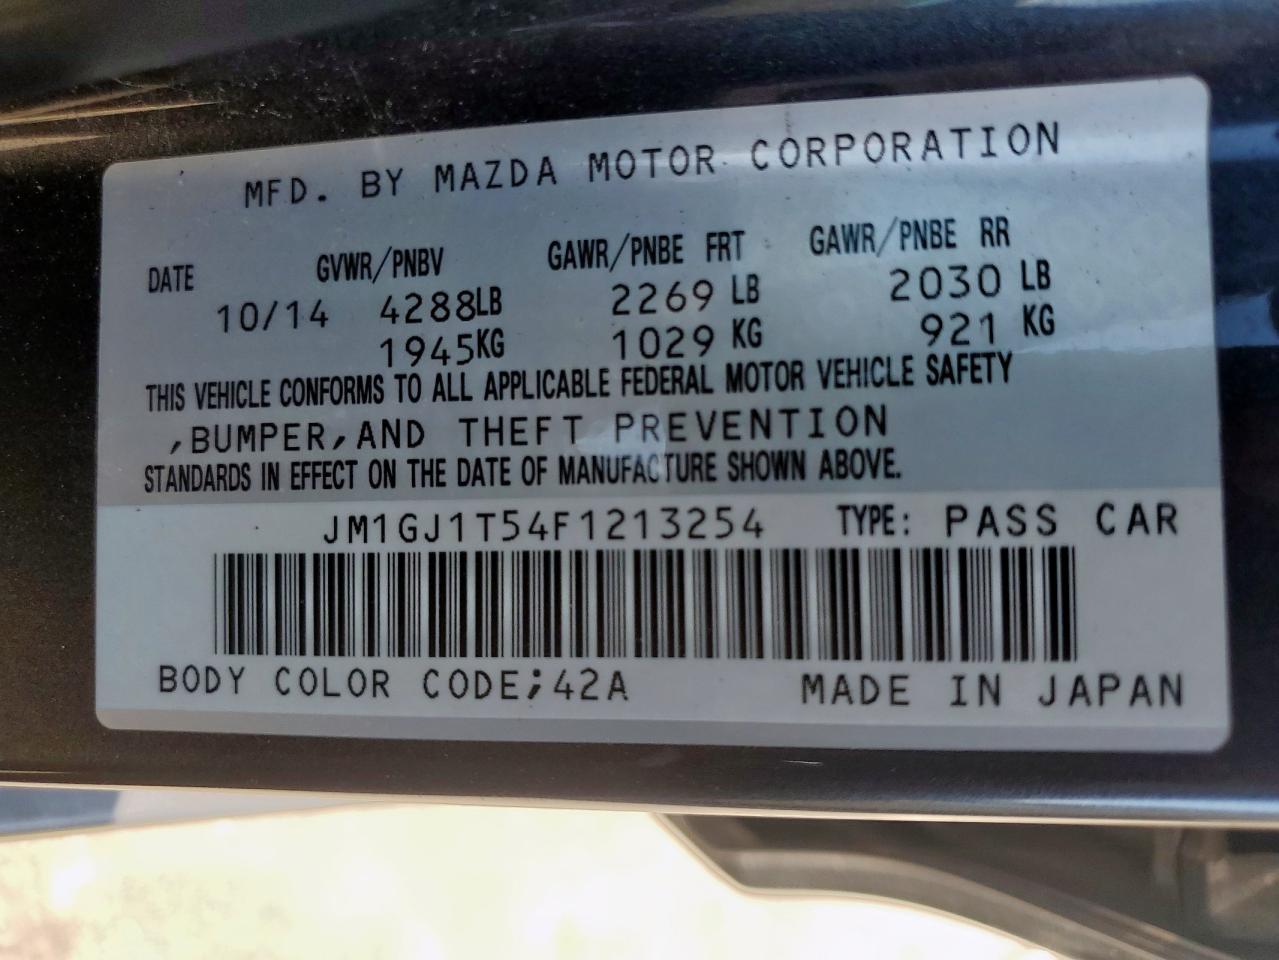 MFD. BY MAZDA MOTOR CORPORATION
DATE GVWR/PNBV GAWR/PNBE FRT GAWR/PNBE RR
10/14 4288LB 2269 LB 2030 LB
1945KG 1029 KG 921 KG
THIS VEHICLE CONFORMS TO ALL APPLICABLE FEDERAL MOTOR VEHICLE SAFETY
,BUMPER,AND THEFT PREVENTION
STANDARDS IN EFFECT ON THE DATE OF MANUFACTURE SHOWN ABOVE.
JM1GJ1T54F1213254 TYPE: PASS CAR
BODY COLOR CODE;42A MADE IN JAPAN